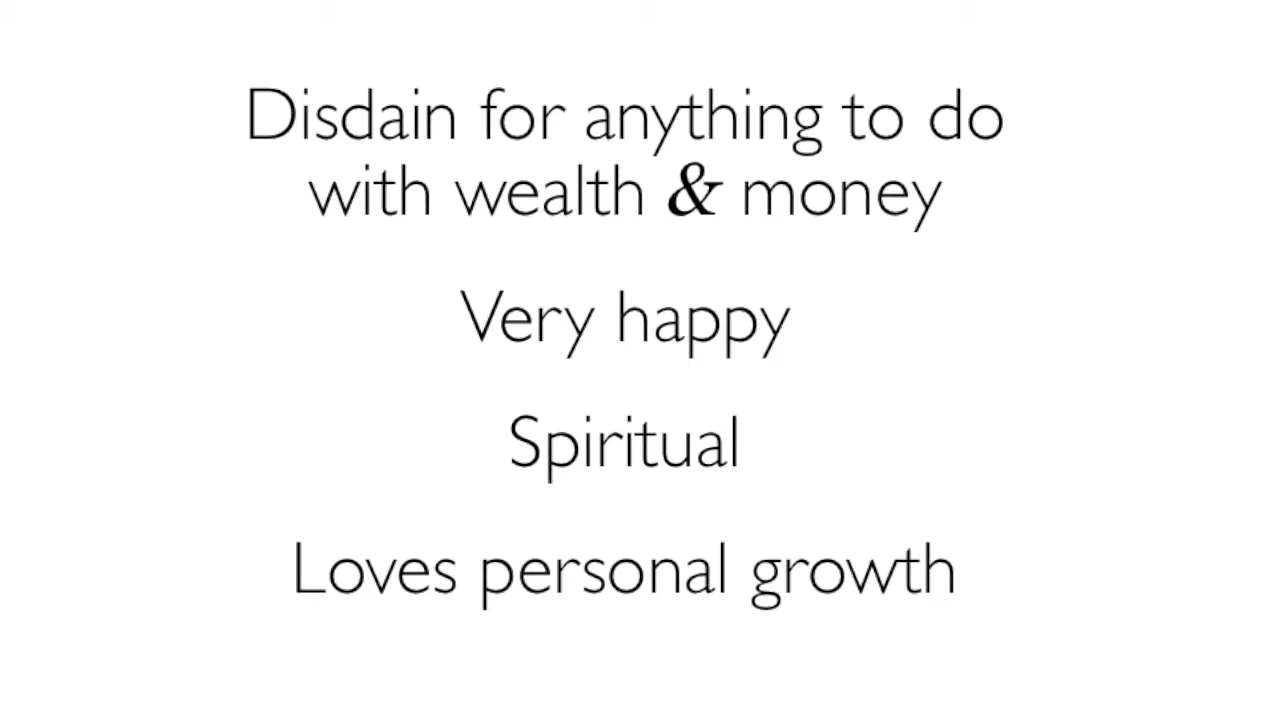 Disdain for anything to do
with wealth & money
Very happy
Spiritual
Loves personal growth